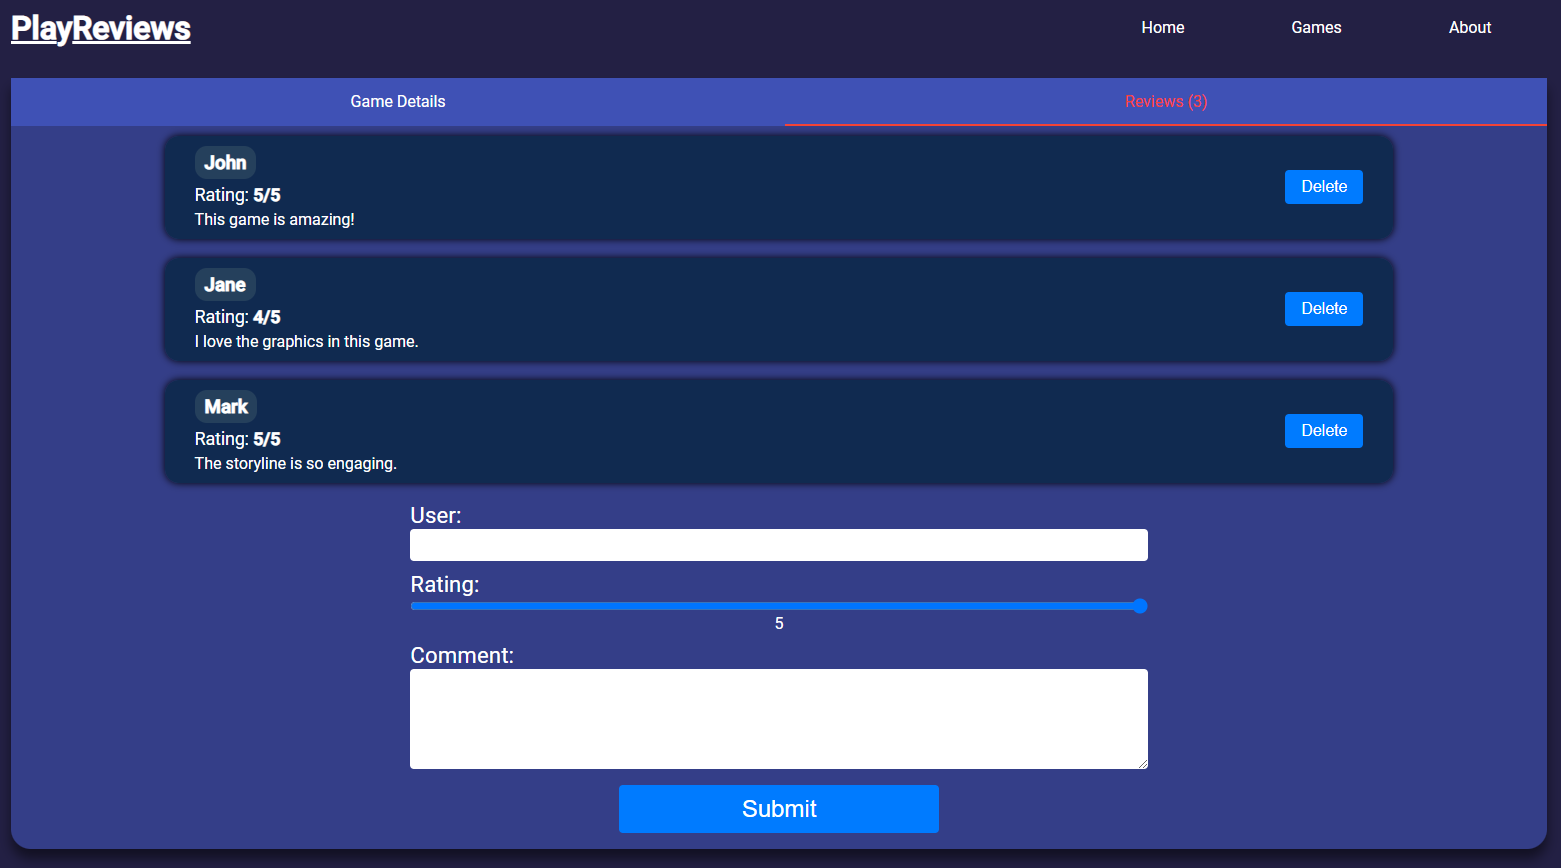 PlayReviews
Home Games About
Game Details Reviews (3)
John
Rating: 5/5
This game is amazing!
Delete
Jane
Rating: 4/5
I love the graphics in this game.
Delete
Mark
Rating: 5/5
The storyline is so engaging.
Delete
User:
Rating:
5
Comment:
Submit